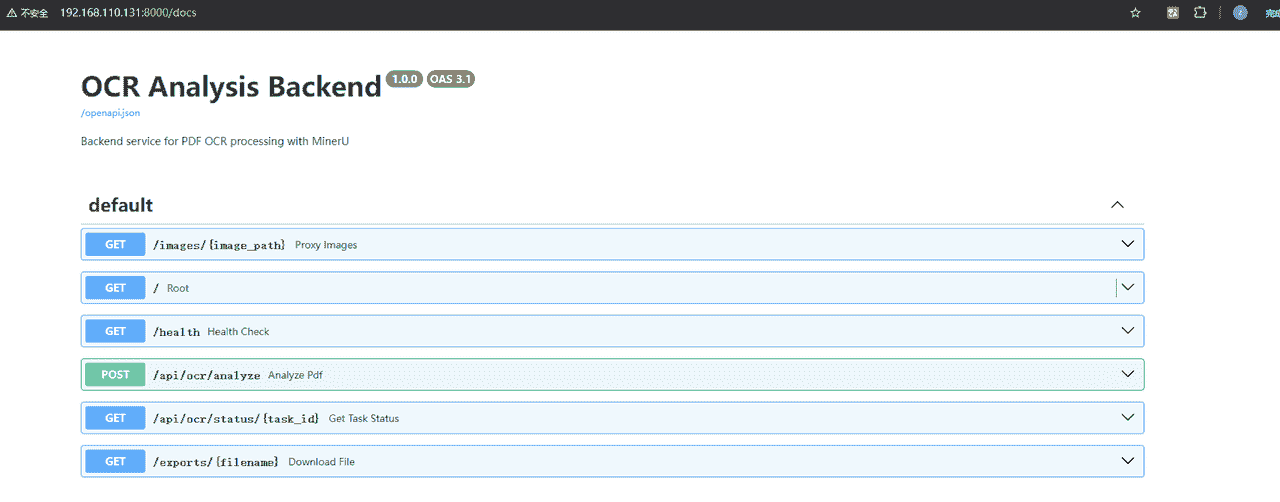 不安全 192.168.110.131:8000/docs 完成
OCR Analysis Backend 1.0.0 OAS 3.1
/openapi.json
Backend service for PDF OCR processing with MinerU
default
GET /images/{image_path} Proxy Images
GET / Root
GET /health Health Check
POST /api/ocr/analyze Analyze Pdf
GET /api/ocr/status/{task_id} Get Task Status
GET /exports/{filename} Download File